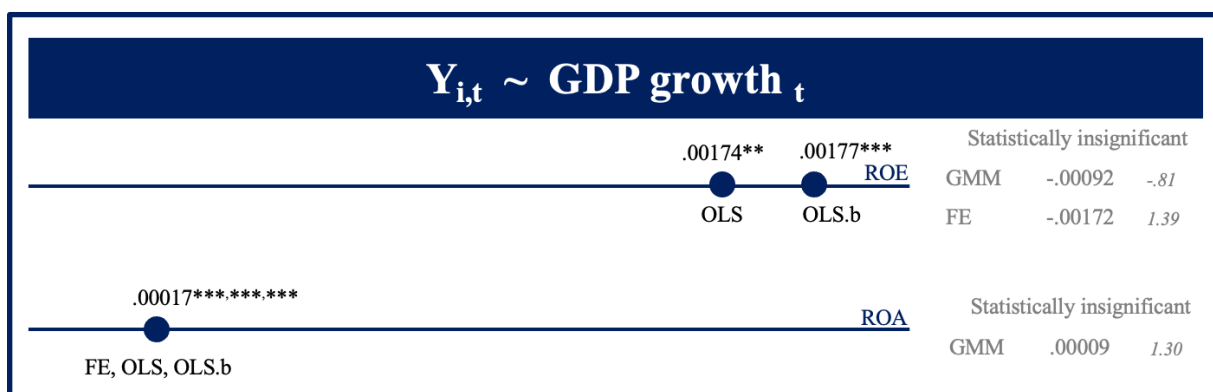 Yi,t ~ GDP growth t
.00174** .00177***
ROE
OLS OLS.b
Statistically insignificant
GMM -.00092 -.81
FE -.00172 1.39
.00017***,***,***
ROA
FE, OLS, OLS.b
Statistically insignificant
GMM .00009 1.30